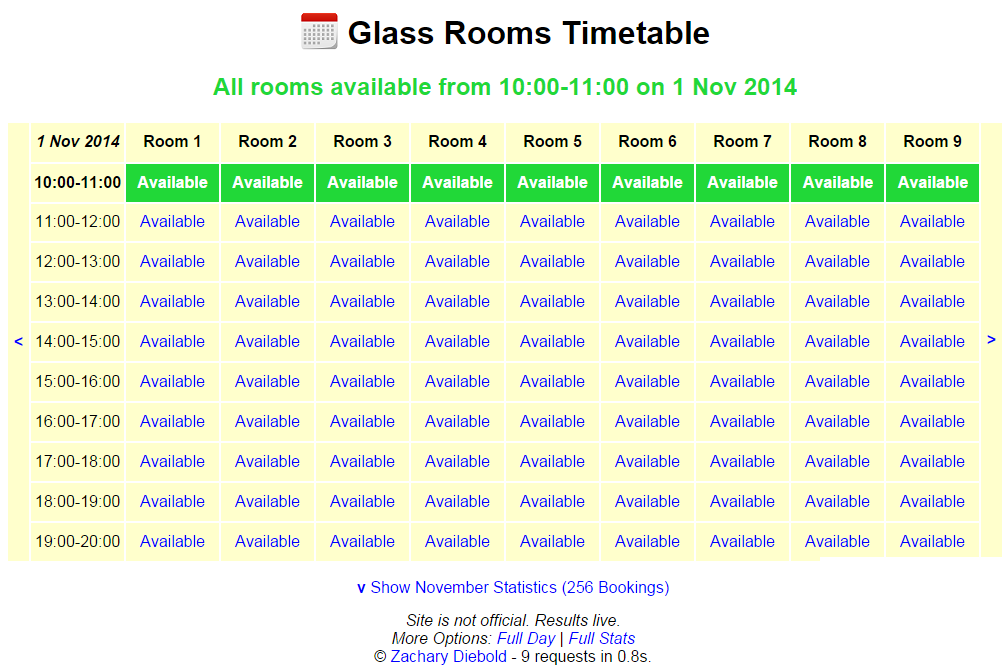 Glass Rooms Timetable
All rooms available from 10:00-11:00 on 1 Nov 2014
1 Nov 2014 Room 1 Room 2 Room 3 Room 4 Room 5 Room 6 Room 7 Room 8 Room 9
10:00-11:00 Available Available Available Available Available Available Available Available Available
11:00-12:00 Available Available Available Available Available Available Available Available Available
12:00-13:00 Available Available Available Available Available Available Available Available Available
13:00-14:00 Available Available Available Available Available Available Available Available Available
< 14:00-15:00 Available Available Available Available Available Available Available Available Available >
15:00-16:00 Available Available Available Available Available Available Available Available Available
16:00-17:00 Available Available Available Available Available Available Available Available Available
17:00-18:00 Available Available Available Available Available Available Available Available Available
18:00-19:00 Available Available Available Available Available Available Available Available Available
19:00-20:00 Available Available Available Available Available Available Available Available Available
v Show November Statistics (256 Bookings)
Site is not official. Results live.
More Options: Full Day | Full Stats
© Zachary Diebold - 9 requests in 0.8s.